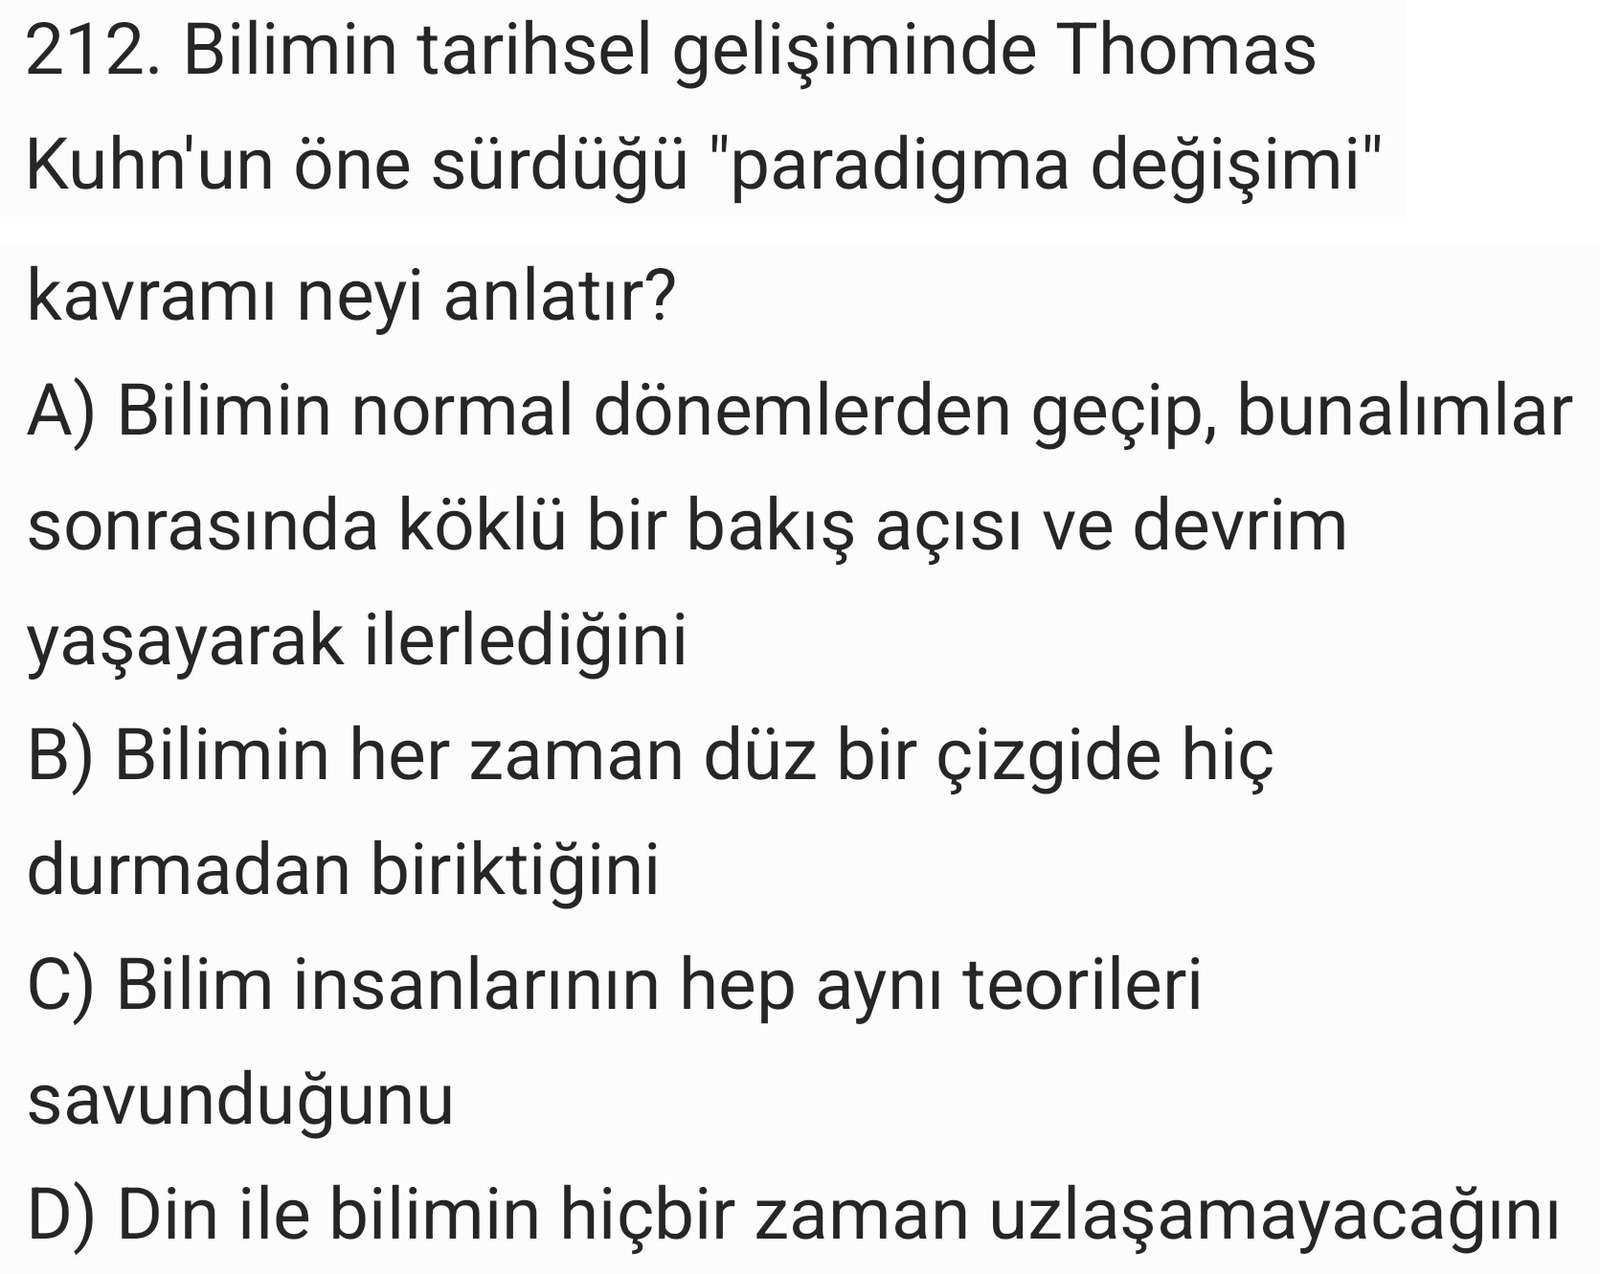 212. Bilimin tarihsel gelişiminde Thomas
Kuhn'un öne sürdüğü "paradigma değişimi"
kavramı neyi anlatır?
A) Bilimin normal dönemlerden geçip, bunalımlar
sonrasında köklü bir bakış açısı ve devrim
yaşayarak ilerlediğini
B) Bilimin her zaman düz bir çizgide hiç
durmadan biriktiğini
C) Bilim insanlarının hep aynı teorileri
savunduğunu
D) Din ile bilimin hiçbir zaman uzlaşamayacağını